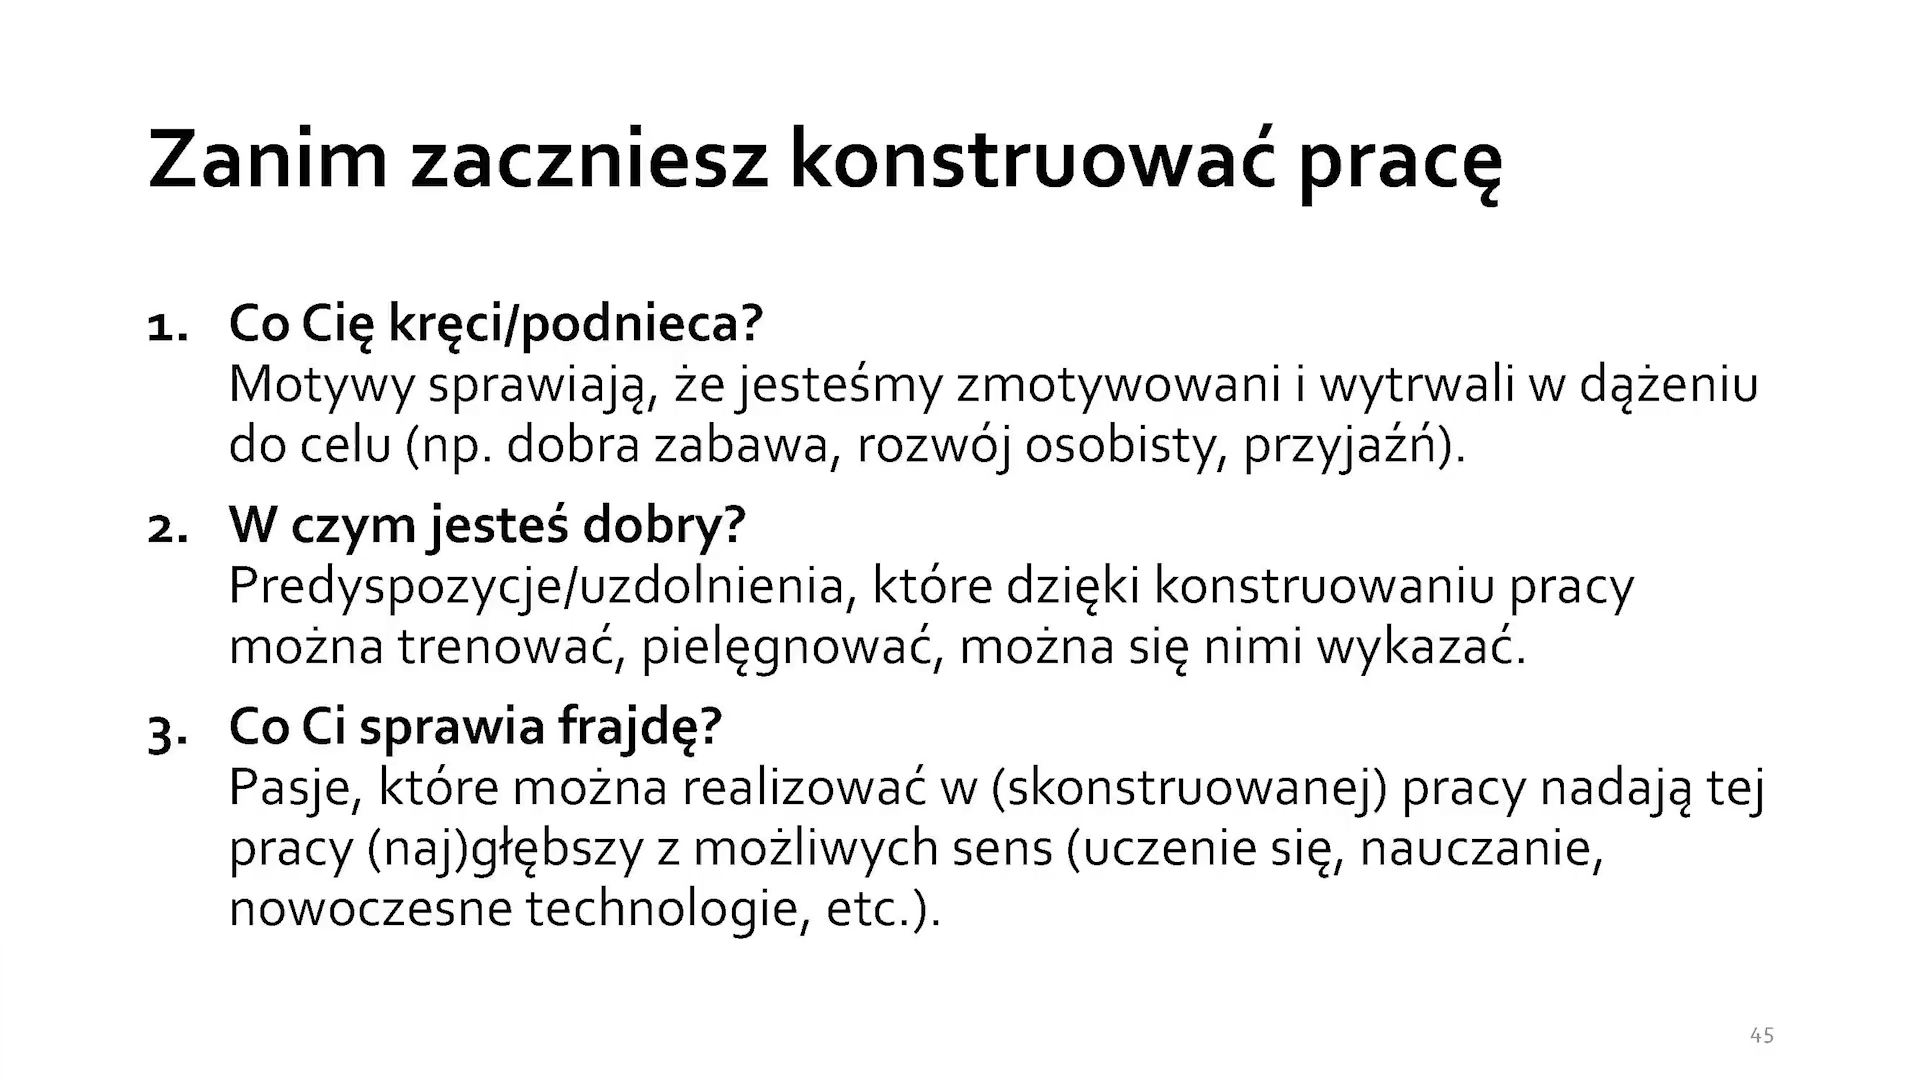 Zanim zaczniesz konstruować pracę
1. Co Cię kręci/podnieca?
Motywy sprawiają, że jesteśmy zmotywowani i wytrwali w dążeniu
do celu (np. dobra zabawa, rozwój osobisty, przyjaźń).
2. W czym jesteś dobry?
Predyspozycje/uzdolnienia, które dzięki konstruowaniu pracy
można trenować, pielęgnować, można się nimi wykazać.
3. Co Ci sprawia frajdę?
Pasje, które można realizować w (skonstruowanej) pracy nadają tej
pracy (naj)głębszy z możliwych sens (uczenie się, nauczanie,
nowoczesne technologie, etc.).
45